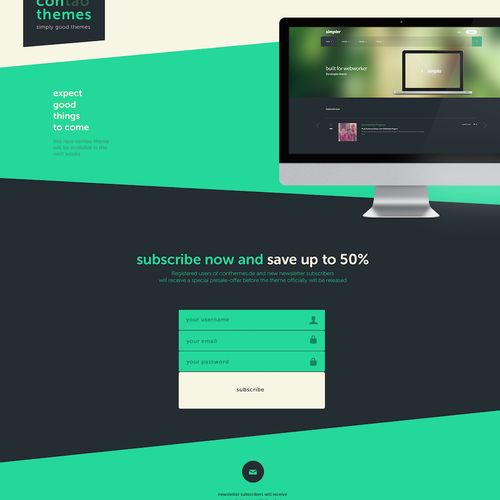 contao
themes
simply good themes
simpler
built for webworker
expect
good
things
to come
this new contao theme
will be available in the
next weeks
subscribe now and save up to 50%
Registered users of conthemes.de and new newsletter subscribers
will receive a special presale-offer before the theme officially will be released
your username
your email
your password
subscribe
newsletter subscribers will receive